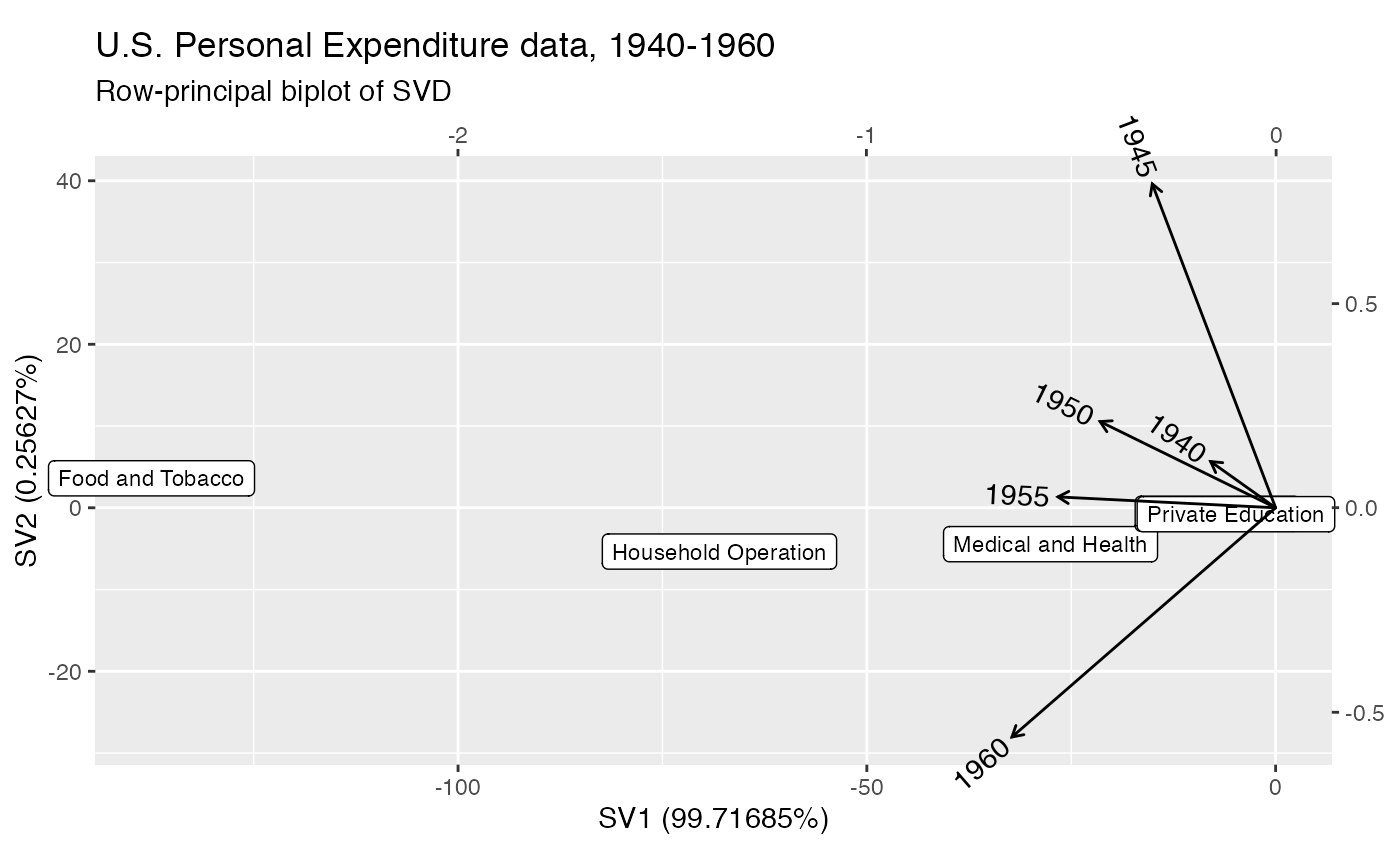 U.S. Personal Expenditure data, 1940-1960
Row-principal biplot of SVD
-2
-1
0
1945
40
0.5
20
1950
1940
Food and Tobacco
1955
0
0.0
Private Education
Medical and Health
Household Operation
-20
-0.5
1960
-100
-50
0
SV1 (99.71685%)
SV2 (0.25627%)